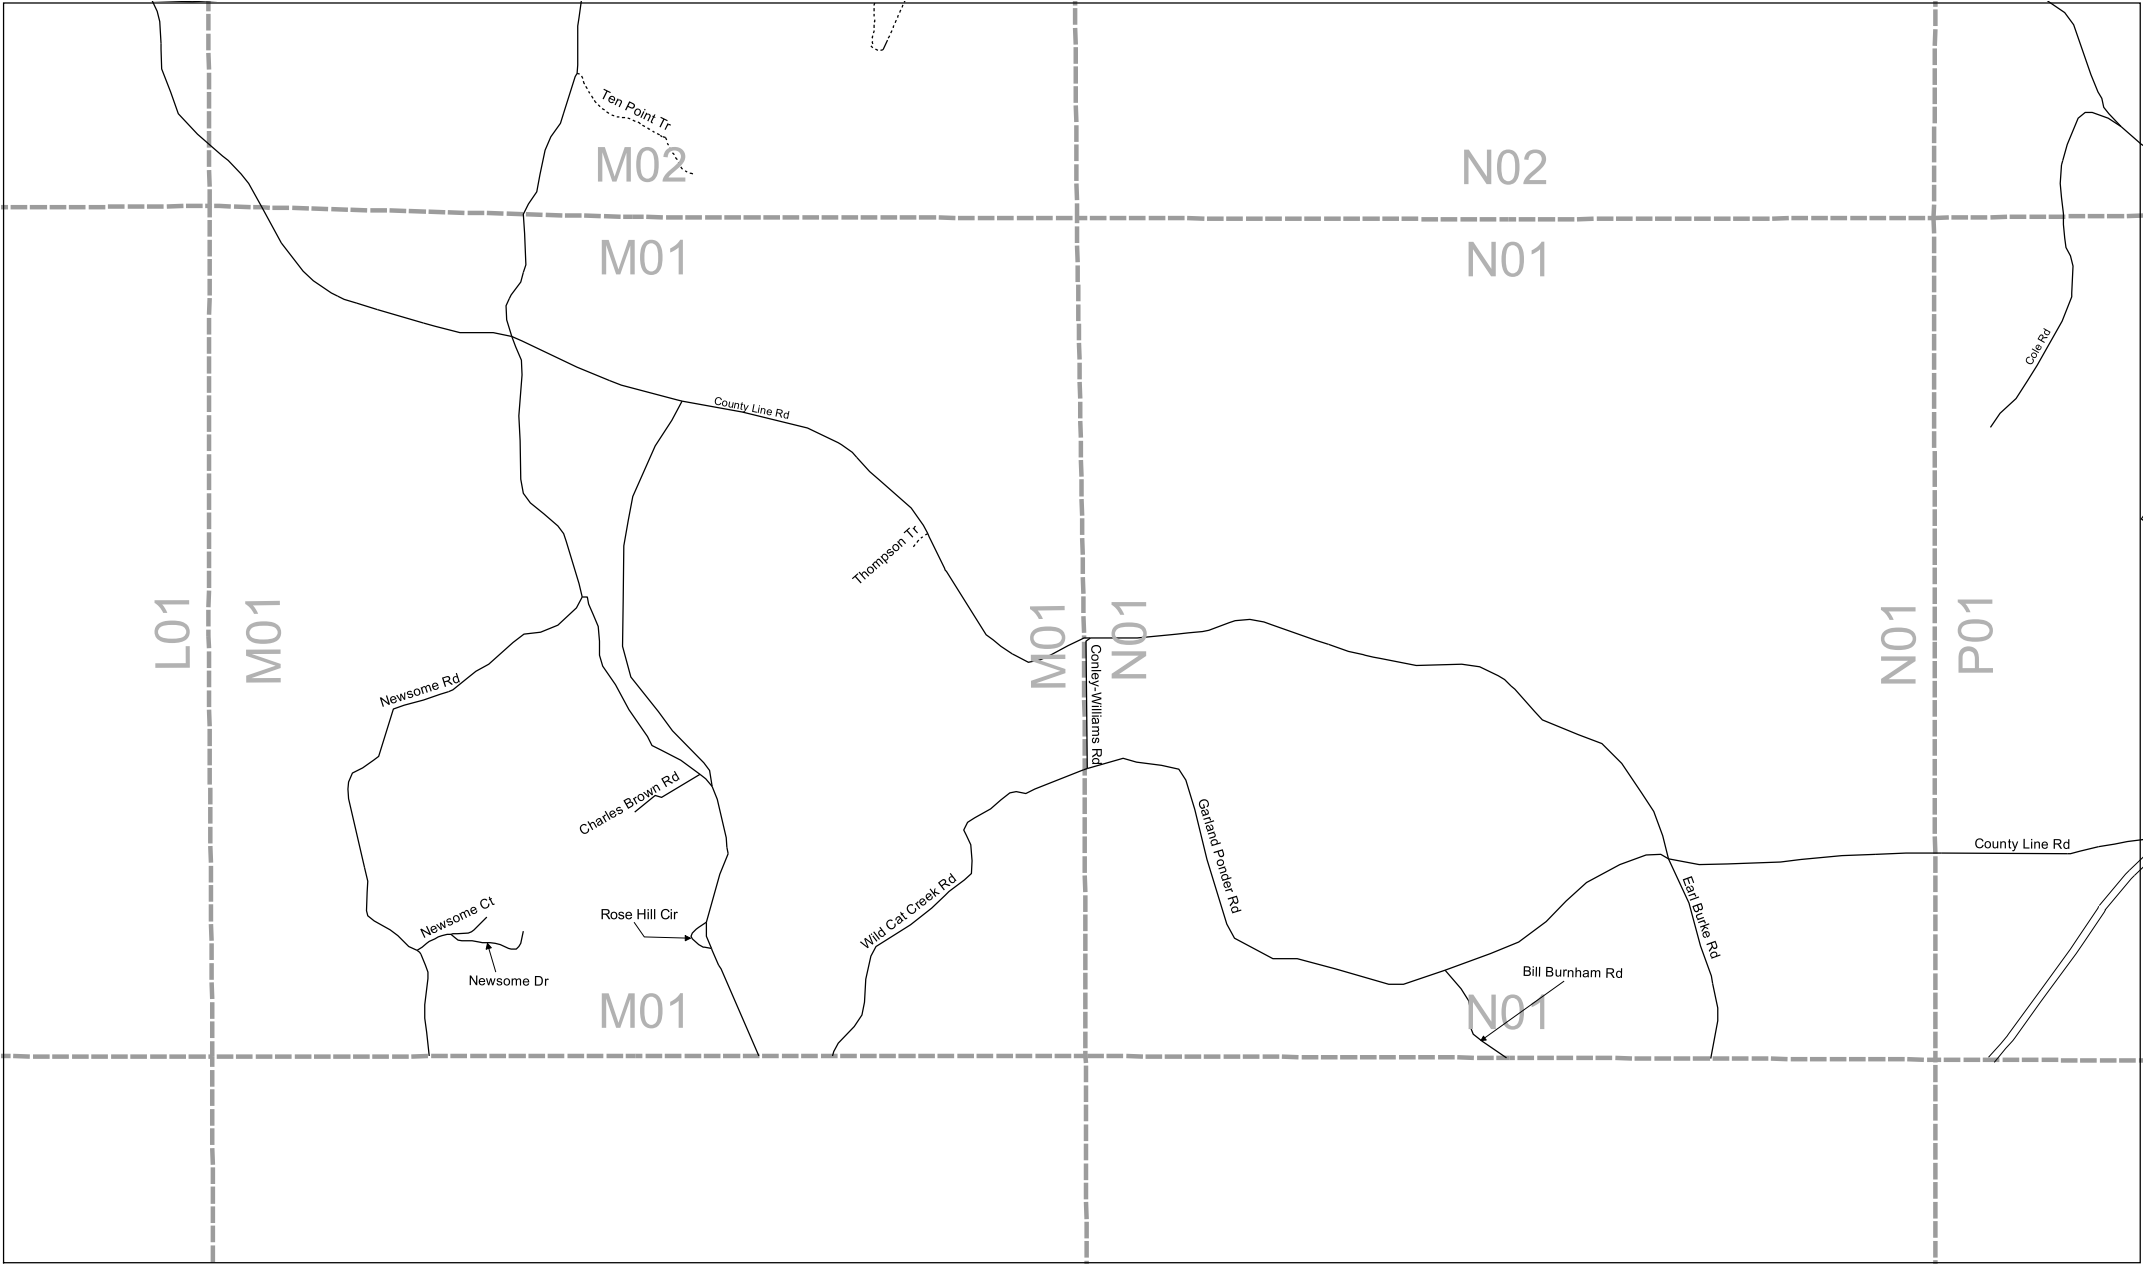 Ten Point Tr
M02
N02
M01
N01
Cole Rd
County Line Rd
Thompson Tr
L01
M01
M01
N01
N01
P01
Conley-Williams Rd
Newsome Rd
Charles Brown Rd
Garland Ponder Rd
County Line Rd
Earl Burke Rd
Wild Cat Creek Rd
Newsome Ct
Rose Hill Cir
Newsome Dr
Bill Burnham Rd
M01
N01